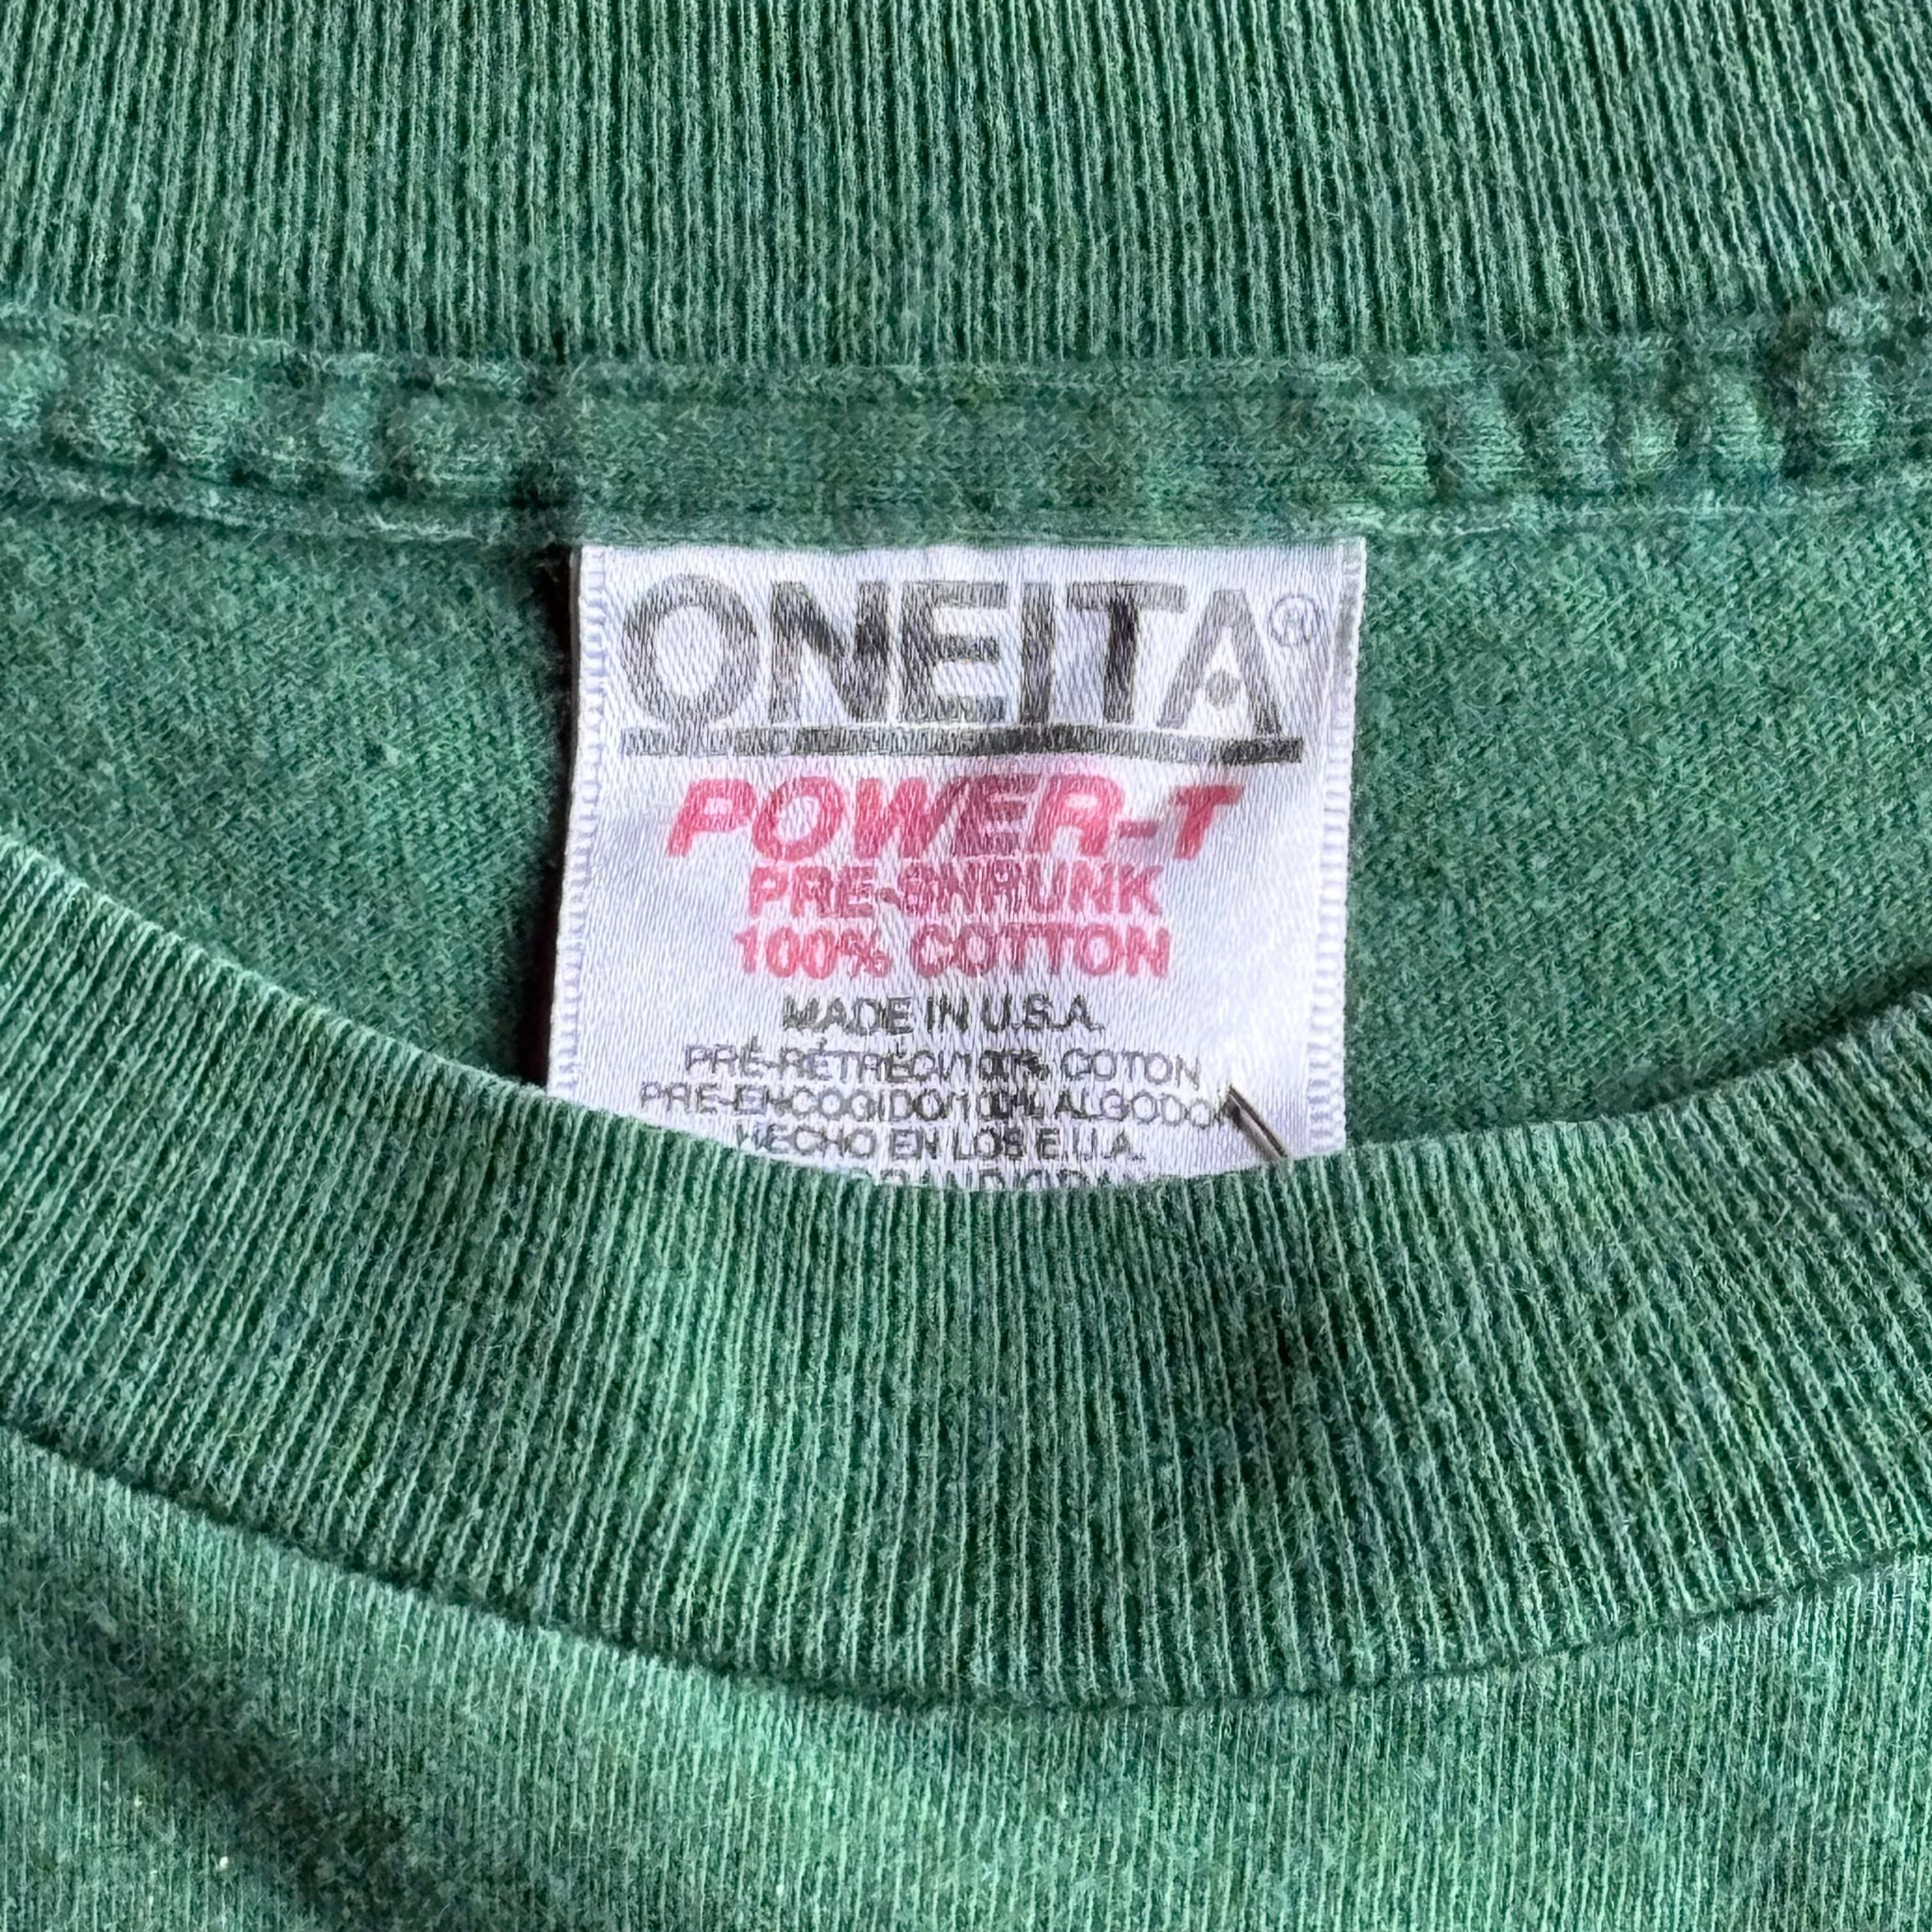 ONEITA®
POWER-T
PRE-SHRUNK
100% COTTON
MADE IN U.S.A.
PRÉ-RÉTRÉCI/100% COTON
PRE-ENCOGIDO/100% ALGODON
HECHO EN LOS E.U.A.